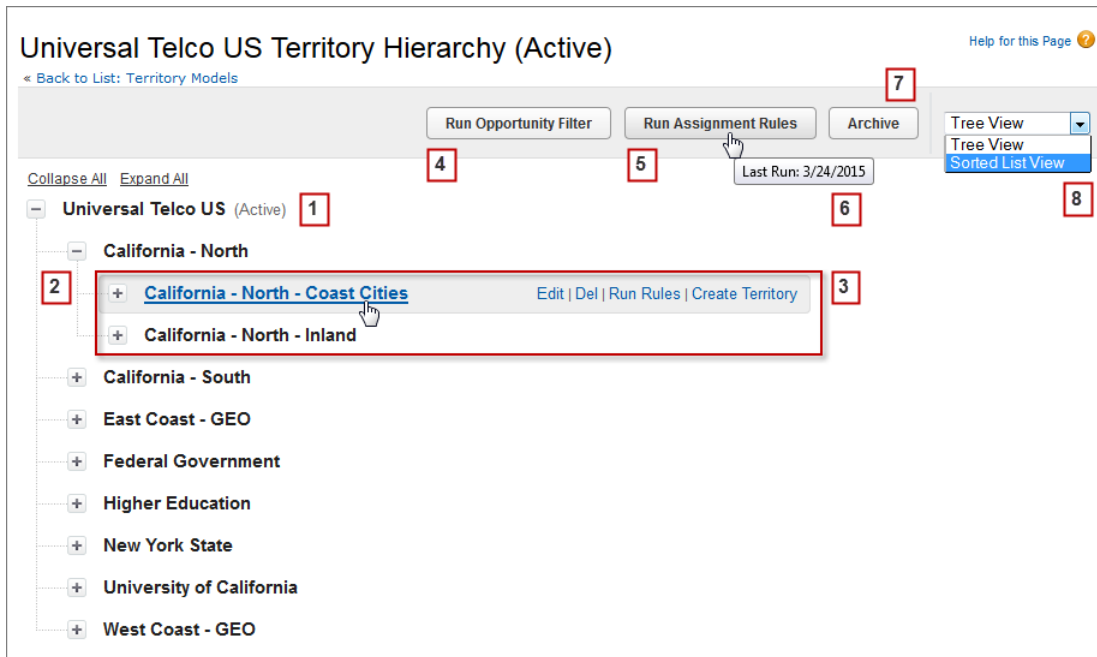 Universal Telco US Territory Hierarchy (Active)
Help for this Page ?
« Back to List: Territory Models
7
Run Opportunity Filter
Run Assignment Rules
Archive
Tree View
Tree View
Sorted List View
4
5
Last Run: 3/24/2015
Collapse All Expand All
8
Universal Telco US (Active)
1
6
California - North
2
California - North - Coast Cities
Edit | Del | Run Rules | Create Territory
3
California - North - Inland
California - South
East Coast - GEO
Federal Government
Higher Education
New York State
University of California
West Coast - GEO